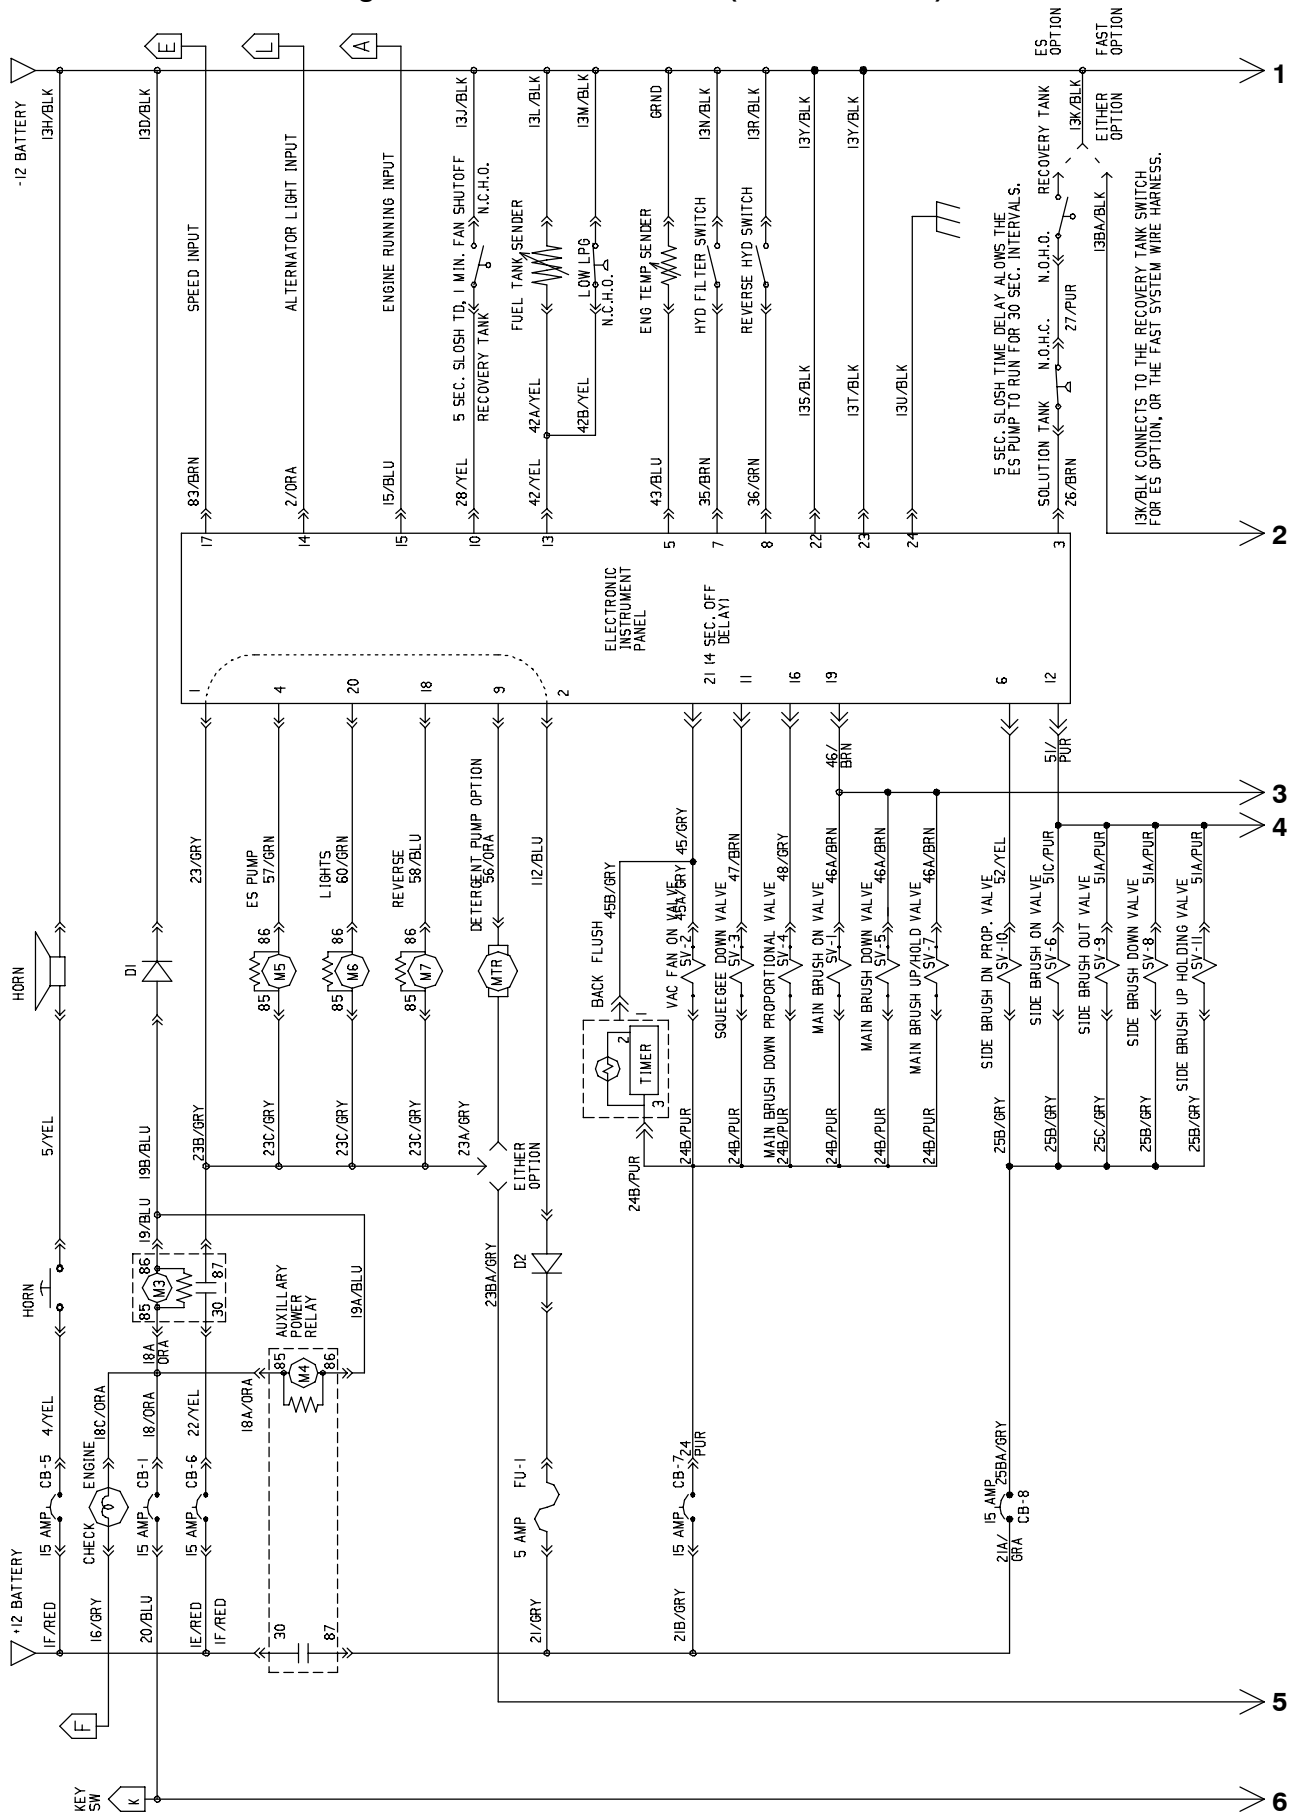 -12 BATTERY
13H/BLK
13D/BLK
E
L
A
SPEED INPUT
ALTERNATOR LIGHT INPUT
ENGINE RUNNING INPUT
13J/BLK
13L/BLK
13M/BLK
GRND
13N/BLK
13R/BLK
13Y/BLK
13Y/BLK
ES
OPTION
FAST
OPTION
13K/BLK
EITHER
OPTION
1
5 SEC. SLOSH TD, 1 MIN. FAN SHUTOFF
RECOVERY TANK
N.C.H.O.
FUEL TANK SENDER
LOW LPG
N.C.H.O.
ENG TEMP SENDER
HYD FILTER SWITCH
REVERSE HYD SWITCH
13S/BLK
13T/BLK
13U/BLK
5 SEC. SLOSH TIME DELAY ALOWS THE
ES PUMP TO RUN FOR 30 SEC. INTERVALS.
SOLUTION TANK
N.O.H.C.
27/PUR
N.O.H.O.
RECOVERY TANK
26/BRN
13BA/BLK
13K/BLK CONNECTS TO THE RECOVERY TANK SWITCH
FOR ES OPTION, OR THE FAST SYSTEM WIRE HARNESS.
83/BRN
2/ORA
15/BLU
28/YEL
42/YEL
42A/YEL
42B/YEL
43/BLU
35/BRN
36/GRN
17
14
15
10
13
5
7
8
22
23
24
3
2
ELECTRONIC
INSTRUMENT
PANEL
1
4
20
18
9
2
21 (4 SEC. OFF
DELAY)
11
16
19
6
12
HORN
D1
23/GRY
ES PUMP
57/GRN
LIGHTS
60/GRN
REVERSE
58/BLU
DETERGENT PUMP OPTION
56/ORA
112/BLU
45/GRY
45B/GRY
45A/GRY
47/BRN
48/GRY
46/
BRN
46A/BRN
46A/BRN
46A/BRN
52/YEL
51/
PUR
51C/PUR
51A/PUR
51A/PUR
51A/PUR
3
4
86
M5
85
86
M6
85
86
M7
85
MTR
BACK FLUSH
1
2
TIMER
3
VAC FAN ON VALVE
SV-2
SQUEEGEE DOWN VALVE
SV-3
MAIN BRUSH DOWN PROPORTIONAL VALVE
SV-4
MAIN BRUSH ON VALVE
SV-1
MAIN BRUSH DOWN VALVE
SV-5
MAIN BRUSH UP/HOLD VALVE
SV-7
SIDE BRUSH DN PROP. VALVE
SV-10
SIDE BRUSH ON VALVE
SV-6
SIDE BRUSH OUT VALVE
SV-9
SIDE BRUSH DOWN VALVE
SV-8
SIDE BRUSH UP HOLDING VALVE
SV-11
5/YEL
19B/BLU
23B/GRY
23C/GRY
23C/GRY
23C/GRY
23A/GRY
EITHER
OPTION
24B/PUR
24B/PUR
24B/PUR
24B/PUR
24B/PUR
24B/PUR
24B/PUR
25B/GRY
25B/GRY
25C/GRY
25B/GRY
25B/GRY
HORN
19/BLU
86
M3
85
87
30
19A/BLU
AUXILLARY
POWER
RELAY
85
M4
86
23BA/GRY
D2
18A
ORA
4/YEL
18C/ORA
18/ORA
22/YEL
18A/ORA
24
PUR
25BA/GRY
15 AMP CB-5
CHECK ENGINE
15 AMP CB-1
15 AMP CB-6
5 AMP FU-1
15 AMP CB-7
15 AMP
CB-8
+12 BATTERY
1F/RED
16/GRY
20/BLU
1E/RED
1F/RED
30
87
21/GRY
21B/GRY
21A/
GRA
F
5
KEY
SW
K
6